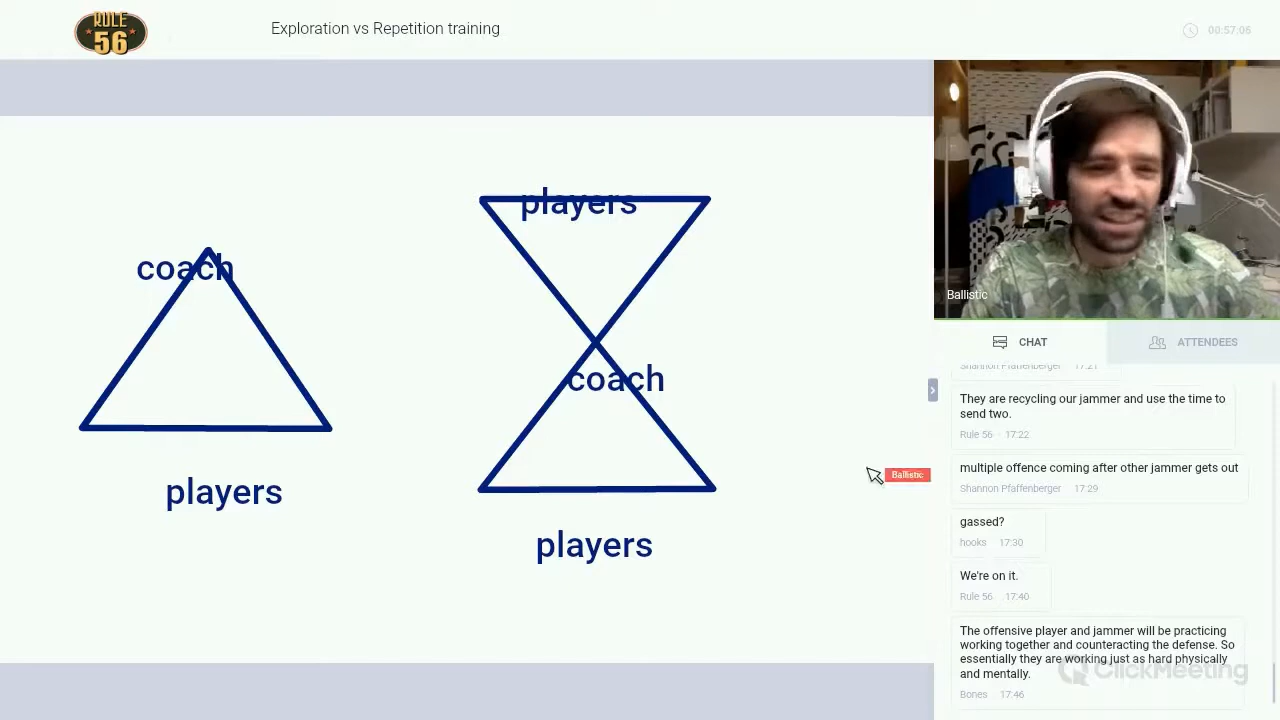 RULE
56
Exploration vs Repetition training
00:57:06
players
coach
coach
players
players
Ballistic
Ballistic
CHAT
ATTENDEES
Shannon Pfaffenberger 17:21
They are recycling our jammer and use the time to
send two.
Rule 56 · 17:22
multiple offence coming after other jammer gets out
Shannon Pfaffenberger 17:29
gassed?
hooks 17:30
We're on it.
Rule 56 17:40
The offensive player and jammer will be practicing
working together and counteracting the defense. So
essentially they are working just as hard physically
and mentally.
Bones 17:46
ClickMeeting